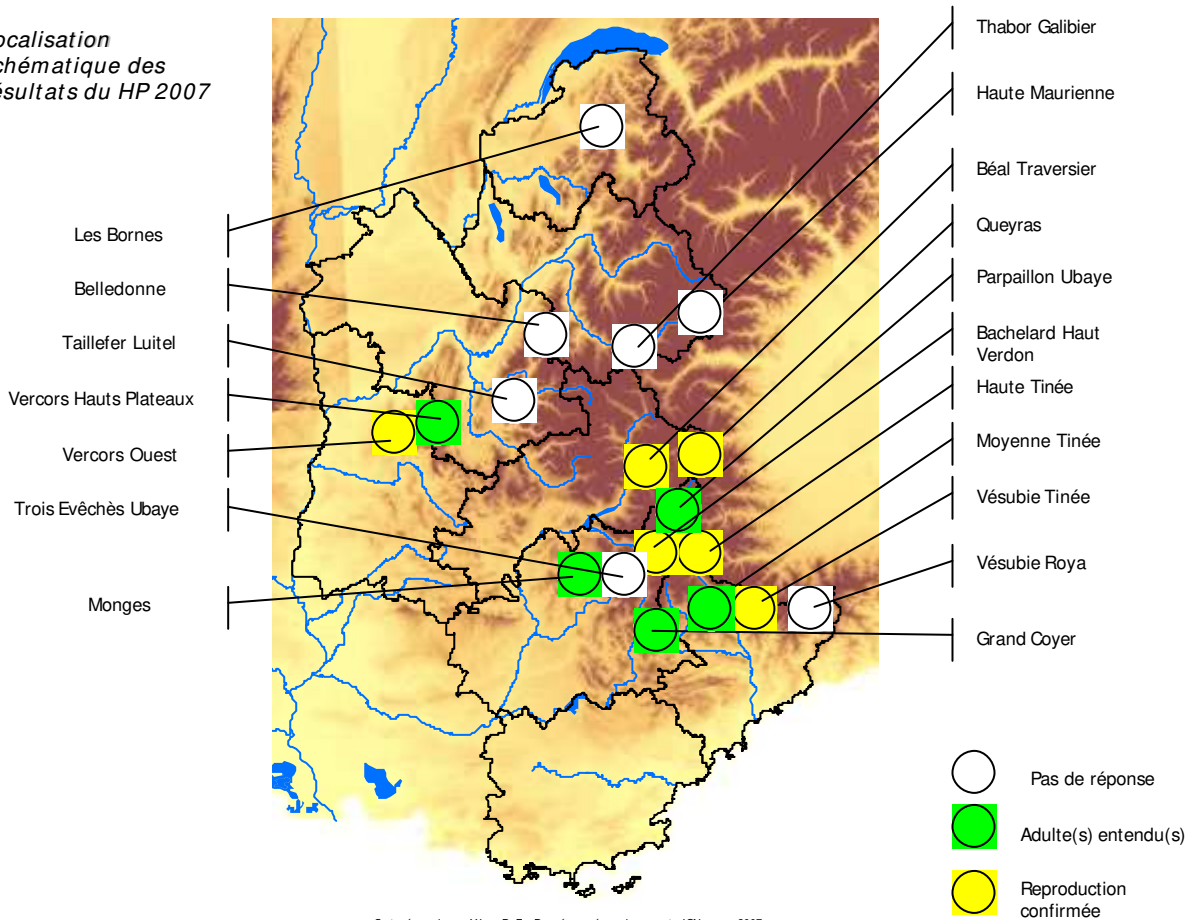 ocalisation
chématique des
ésultats du HP 2007
Thabor Galibier
Haute Maurienne
Béal Traversier
Queyras
Parpaillon Ubaye
Bachelard Haut
Verdon
Haute Tinée
Moyenne Tinée
Vésubie Tinée
Vésubie Roya
Grand Coyer
Les Bornes
Belledonne
Taillefer Luitel
Vercors Hauts Plateaux
Vercors Ouest
Trois Evêchès Ubaye
Monges
Pas de réponse
Adulte(s) entendu(s)
Reproduction
confirmée